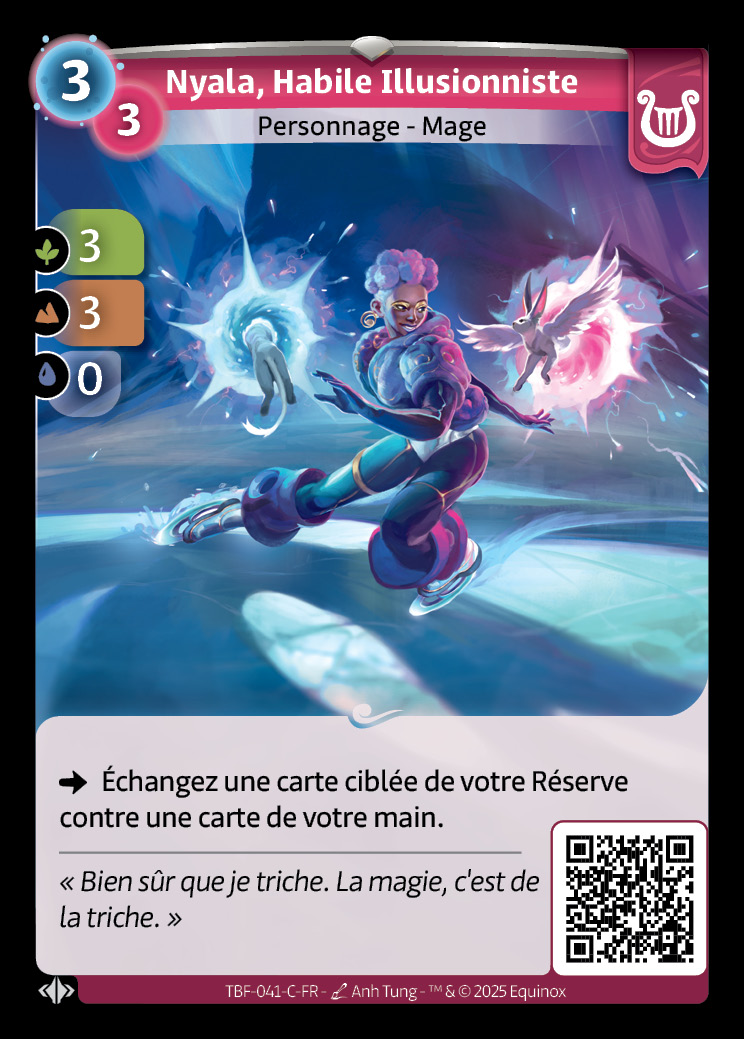 3
Nyala, Habile Illusionniste
3
Personnage - Mage
3
3
0
Échangez une carte ciblée de votre Réserve
contre une carte de votre main.
« Bien sûr que je triche. La magie, c'est de
la triche. »
TBF-041-C-FR - Anh Tung - ™ & © 2025 Equinox